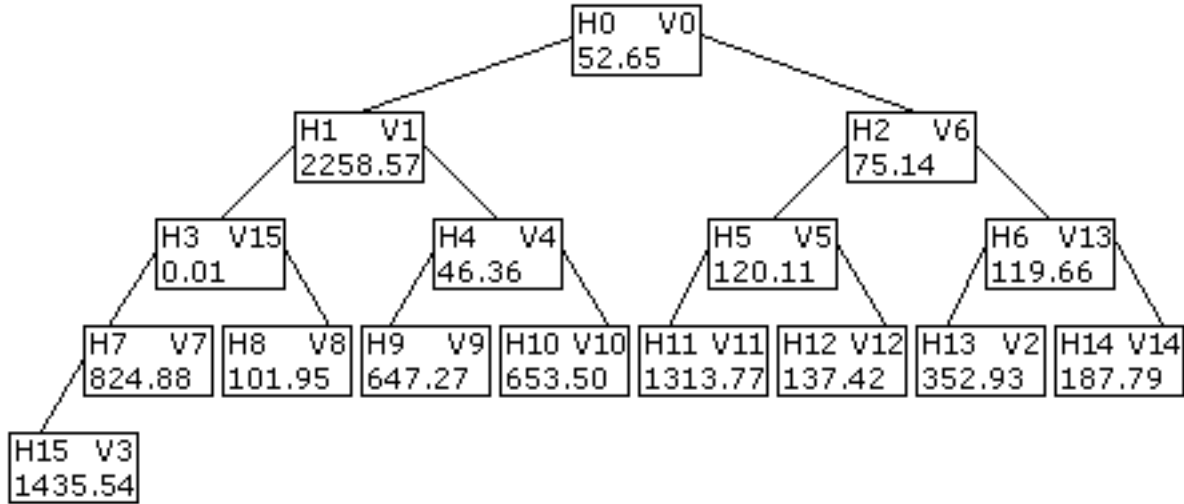 H0 V0
52.65
H1 V1
2258.57
H2 V6
75.14
H3 V15
0.01
H4 V4
46.36
H5 V5
120.11
H6 V13
119.66
H7 V7
824.88
H8 V8
101.95
H9 V9
647.27
H10 V10
653.50
H11 V11
1313.77
H12 V12
137.42
H13 V2
352.93
H14 V14
187.79
H15 V3
1435.54